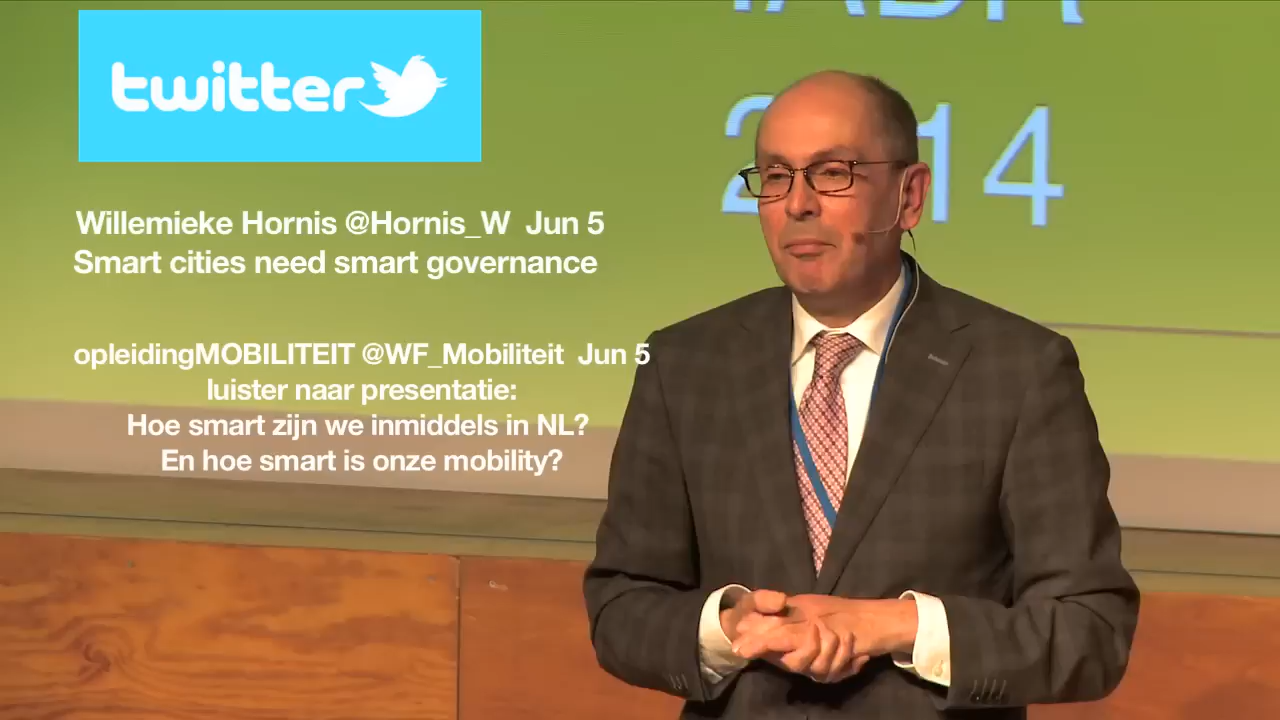 twitter
Willemieke Hornis @Hornis_W Jun 5
Smart cities need smart governance
opleidingMOBILITEIT @WF_Mobiliteit Jun 5
luister naar presentatie:
Hoe smart zijn we inmiddels in NL?
En hoe smart is onze mobility?